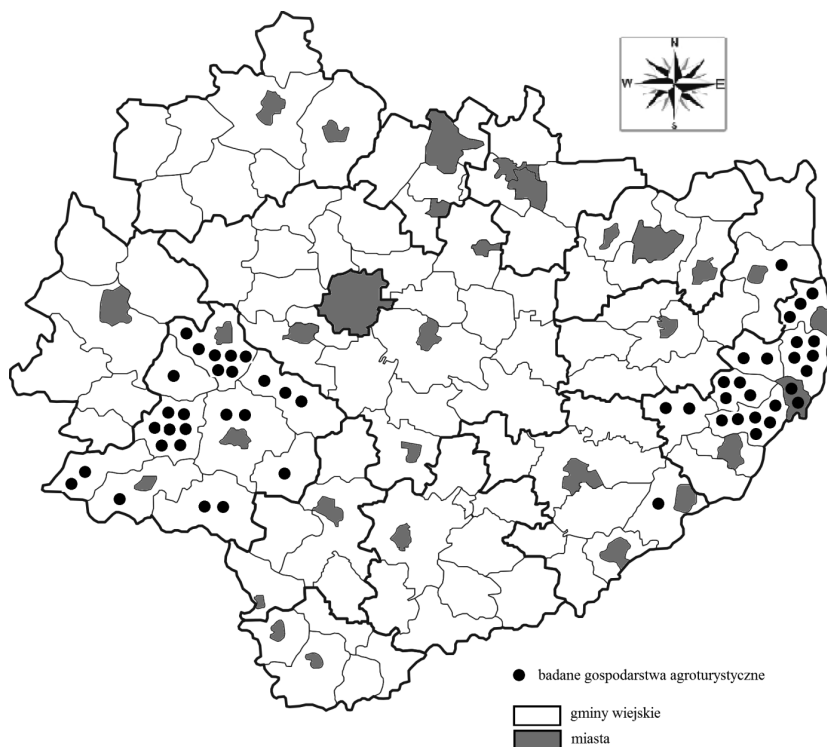 N
W E
S
badane gospodarstwa agroturystyczne
gminy wiejskie
miasta